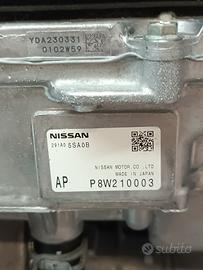 YDA230331
0102W59
NISSAN
291A0 5SA0B
NISSAN MOTOR CO., LTD
MADE IN JAPAN
AP P8W210003
subito